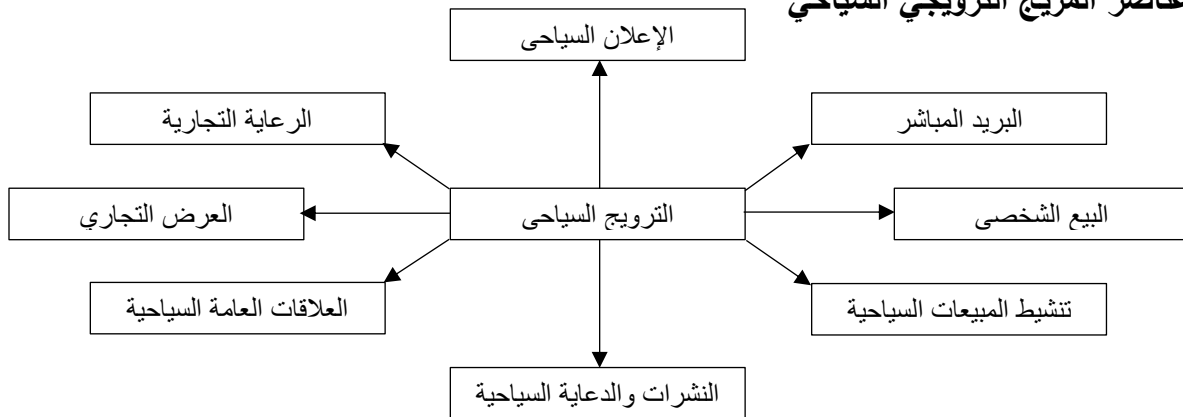 عناصر المزيج الترويجي السياحي
الإعلان السياحى
البريد المباشر
الرعاية التجارية
البيع الشخصى
الترويج السياحى
العرض التجاري
تنشيط المبيعات السياحية
العلاقات العامة السياحية
النشرات والدعاية السياحية